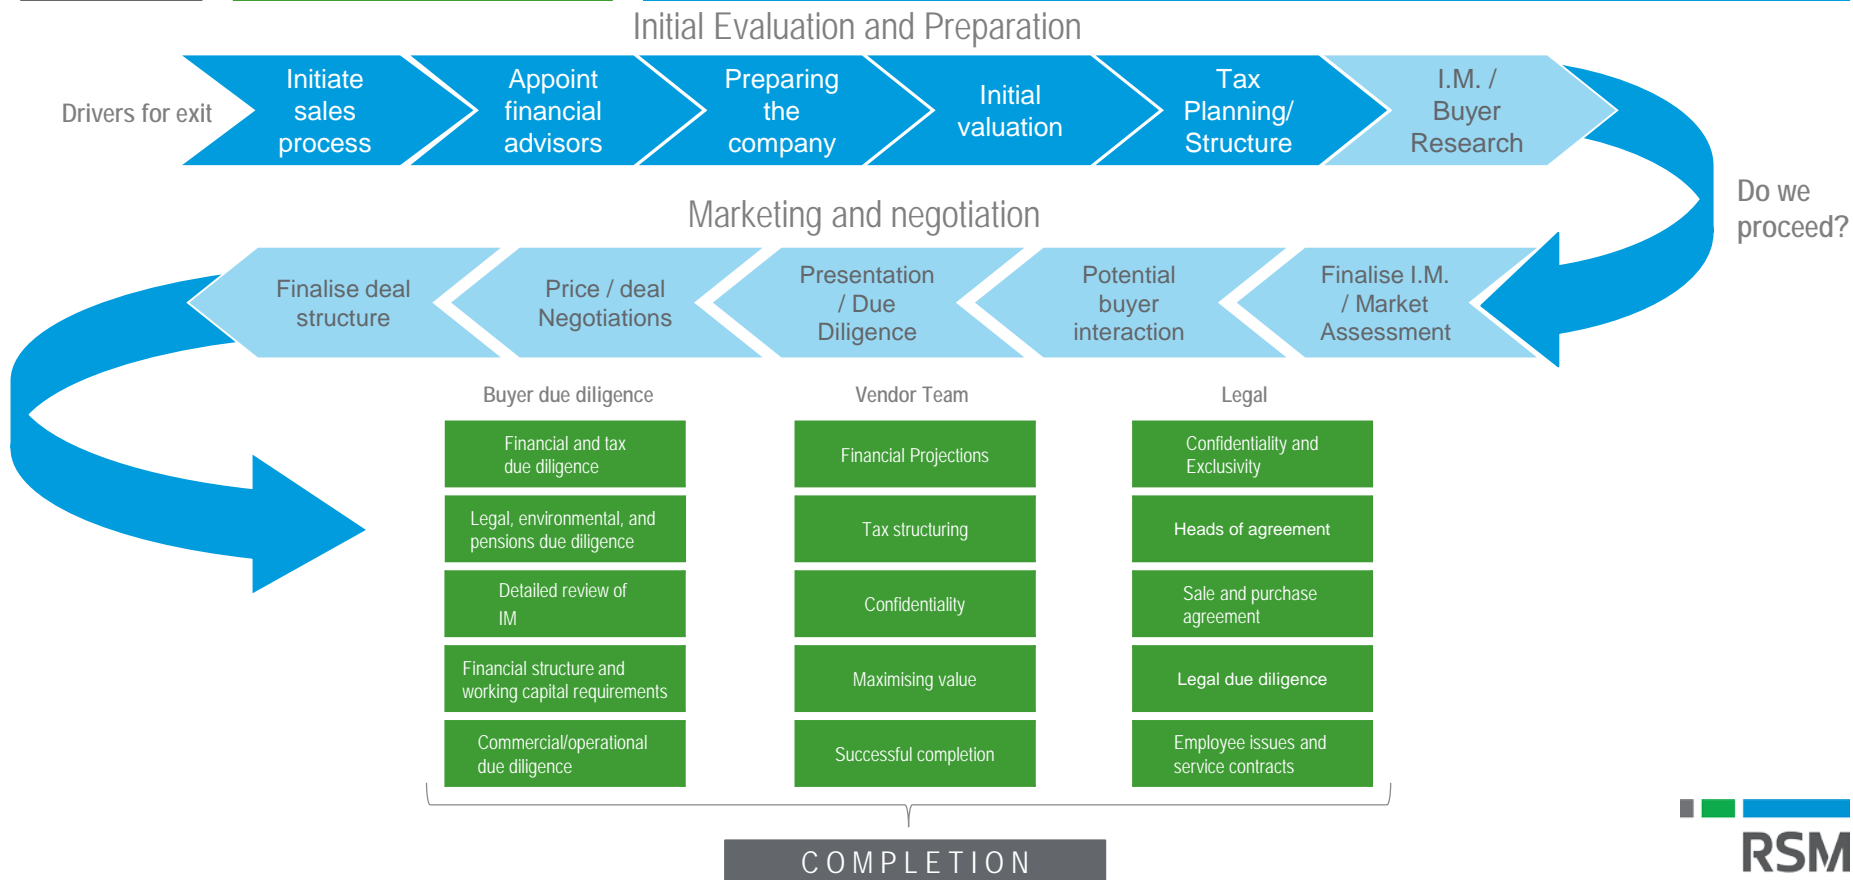 Initial Evaluation and Preparation
Drivers for exit
Initiate
sales
process
Appoint
financial
advisors
Preparing
the
company
Initial
valuation
Tax
Planning/
Structure
I.M. /
Buyer
Research
Do we
proceed?
Marketing and negotiation
Finalise deal
structure
Price / deal
Negotiations
Presentation
/ Due
Diligence
Potential
buyer
interaction
Finalise I.M.
/ Market
Assessment
Buyer due diligence
Financial and tax
due diligence
Legal, environmental, and
pensions due diligence
Detailed review of
IM
Financial structure and
working capital requirements
Commercial/operational
due diligence
Vendor Team
Financial Projections
Tax structuring
Confidentiality
Maximising value
Successful completion
Legal
Confidentiality and
Exclusivity
Heads of agreement
Sale and purchase
agreement
Legal due diligence
Employee issues and
service contracts
COMPLETION
RSM